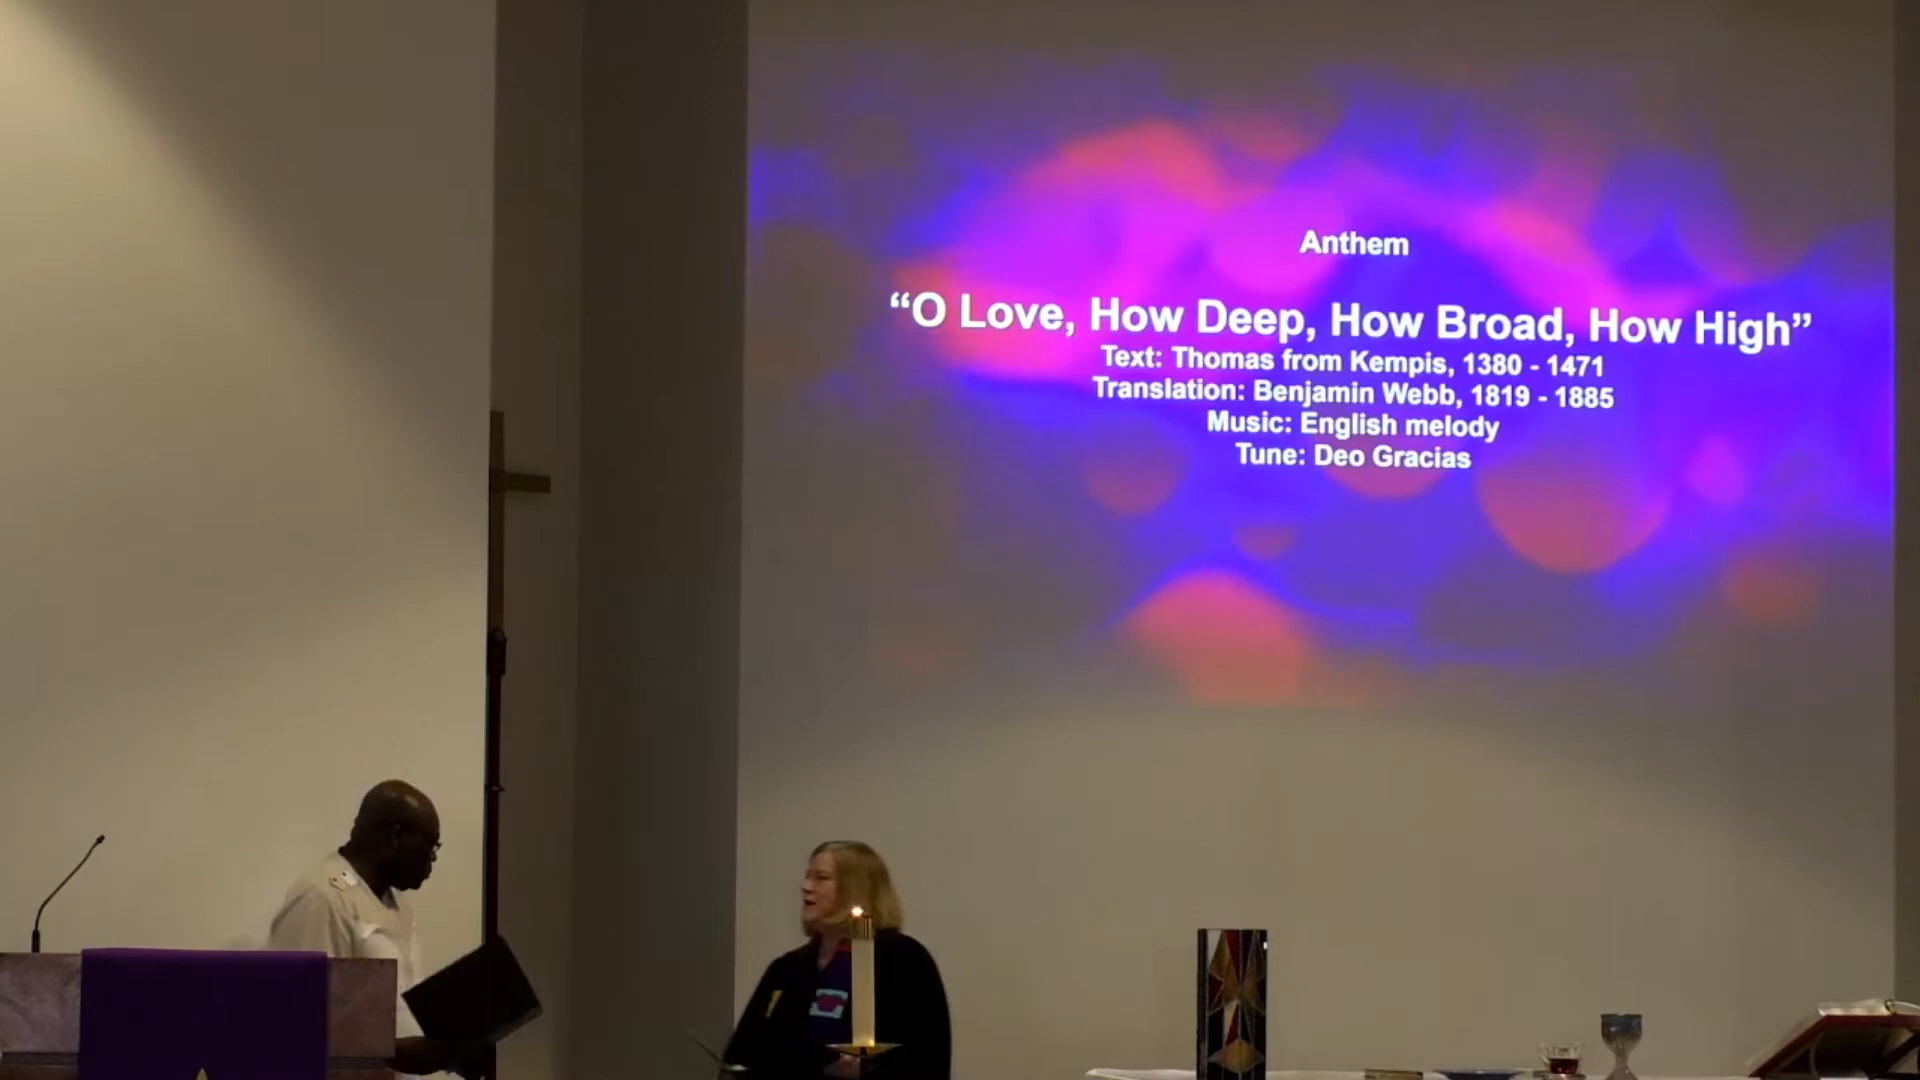 Anthem
“O Love, How Deep, How Broad, How High”
Text: Thomas from Kempis, 1380 - 1471
Translation: Benjamin Webb, 1819 - 1885
Music: English melody
Tune: Deo Gracias